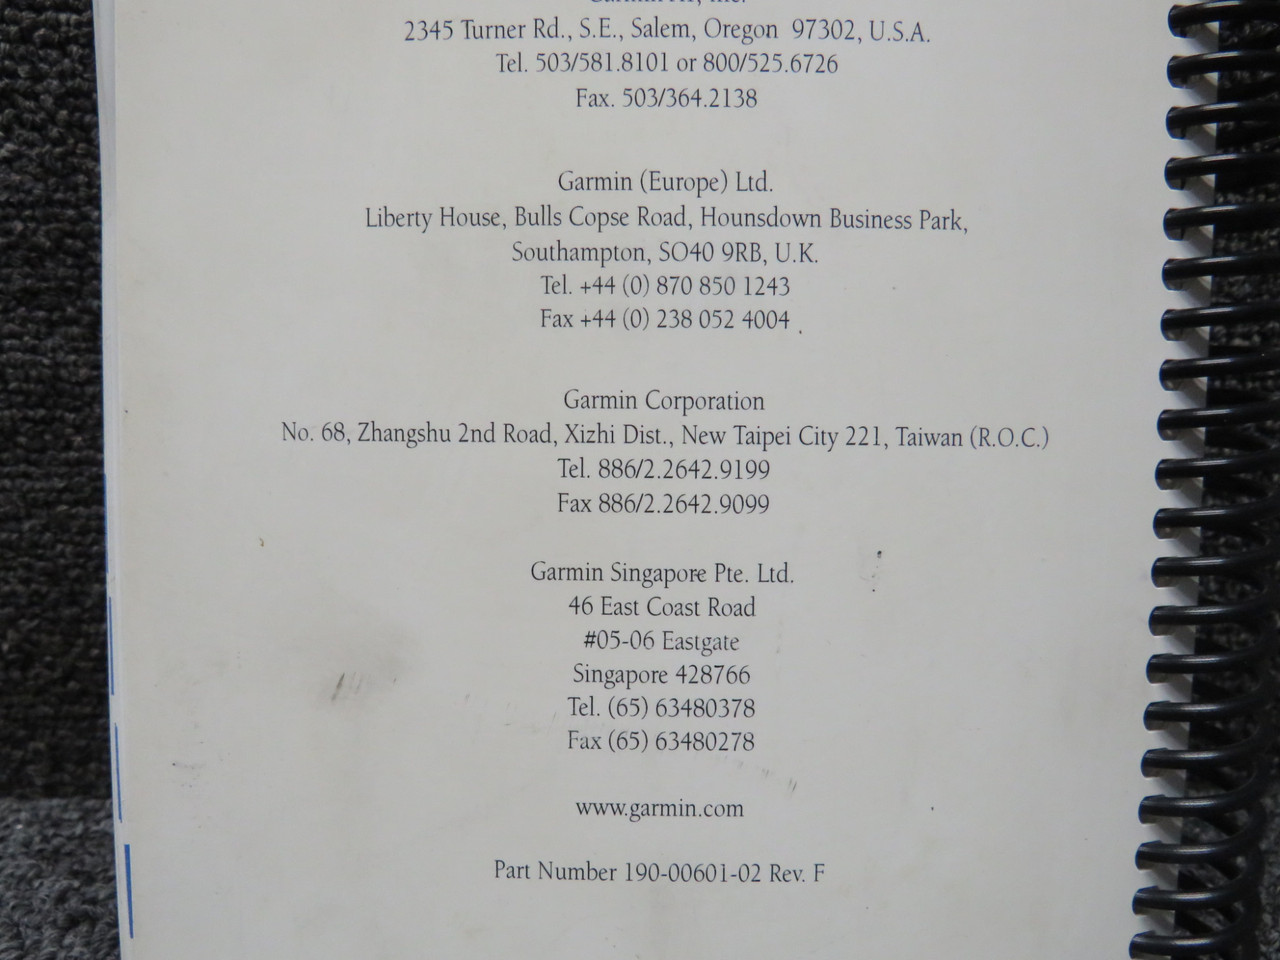 2345 Turner Rd., S.E., Salem, Oregon 97302, U.S.A.
Tel. 503/581.8101 or 800/525.6726
Fax. 503/364.2138
Garmin (Europe) Ltd.
Liberty House, Bulls Copse Road, Hounsdown Business Park,
Southampton, SO40 9RB, U.K.
Tel. +44 (0) 870 850 1243
Fax +44 (0) 238 052 4004
Garmin Corporation
No. 68, Zhangshu 2nd Road, Xizhi Dist., New Taipei City 221, Taiwan (R.O.C.)
Tel. 886/2.2642.9199
Fax 886/2.2642.9099
Garmin Singapore Pte. Ltd.
46 East Coast Road
#05-06 Eastgate
Singapore 428766
Tel. (65) 63480378
Fax (65) 63480278
www.garmin.com
Part Number 190-00601-02 Rev. F